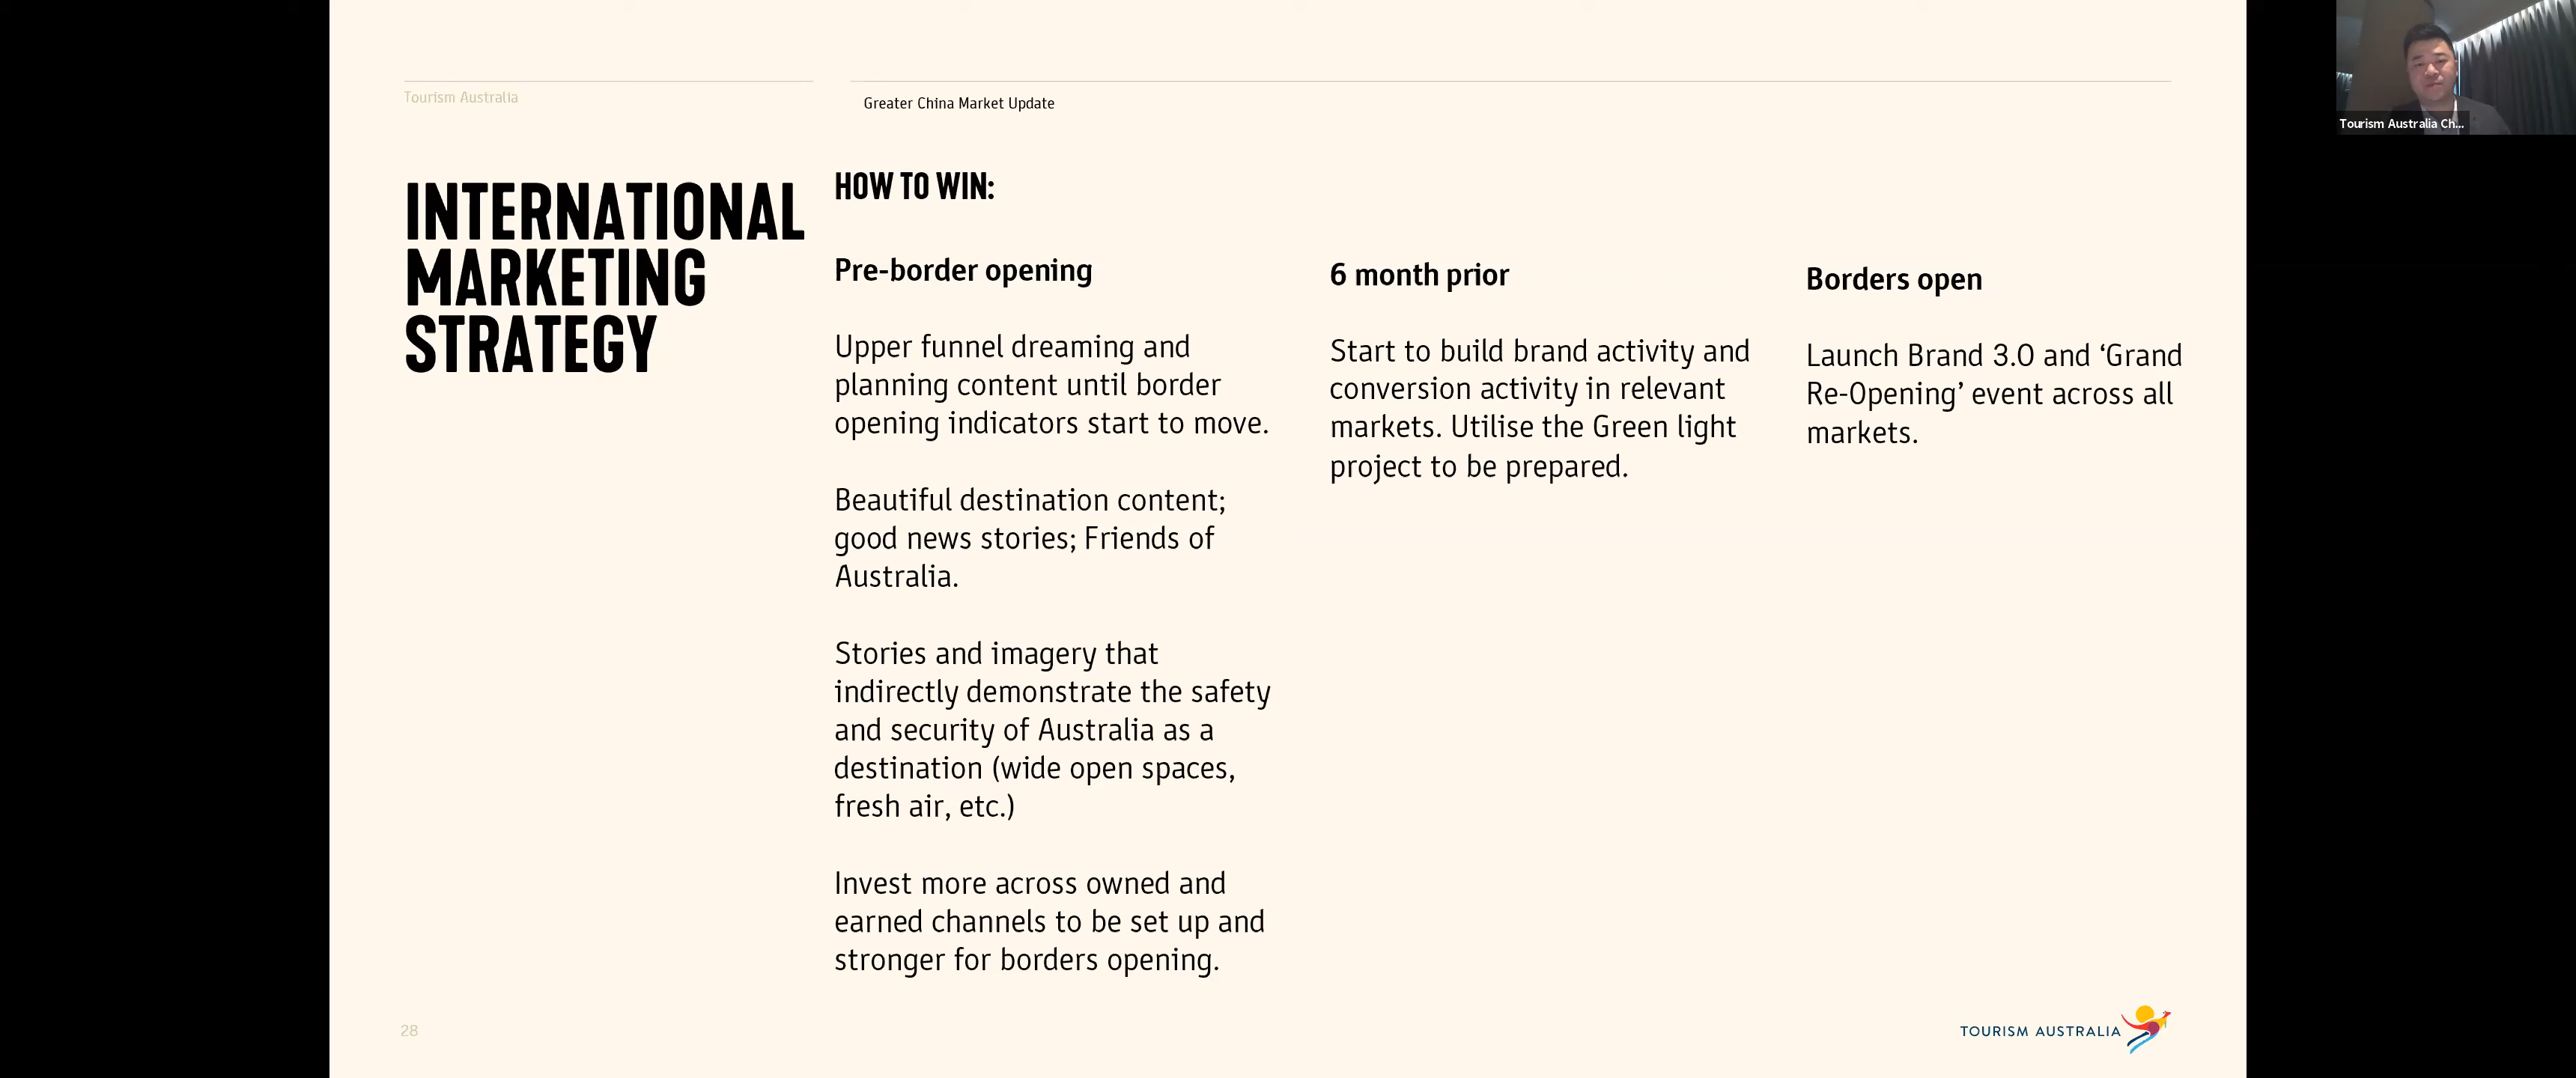 Tourism Australia
Greater China Market Update
INTERNATIONAL
MARKETING
STRATEGY
HOW TO WIN:
Pre-border opening
Upper funnel dreaming and
planning content until border
opening indicators start to move.
Beautiful destination content;
good news stories; Friends of
Australia.
Stories and imagery that
indirectly demonstrate the safety
and security of Australia as a
destination (wide open spaces,
fresh air, etc.)
Invest more across owned and
earned channels to be set up and
stronger for borders opening.
6 month prior
Start to build brand activity and
conversion activity in relevant
markets. Utilise the Green light
project to be prepared.
Borders open
Launch Brand 3.0 and ‘Grand
Re-Opening’ event across all
markets.
28
TOURISM AUSTRALIA
Tourism Australia Ch...